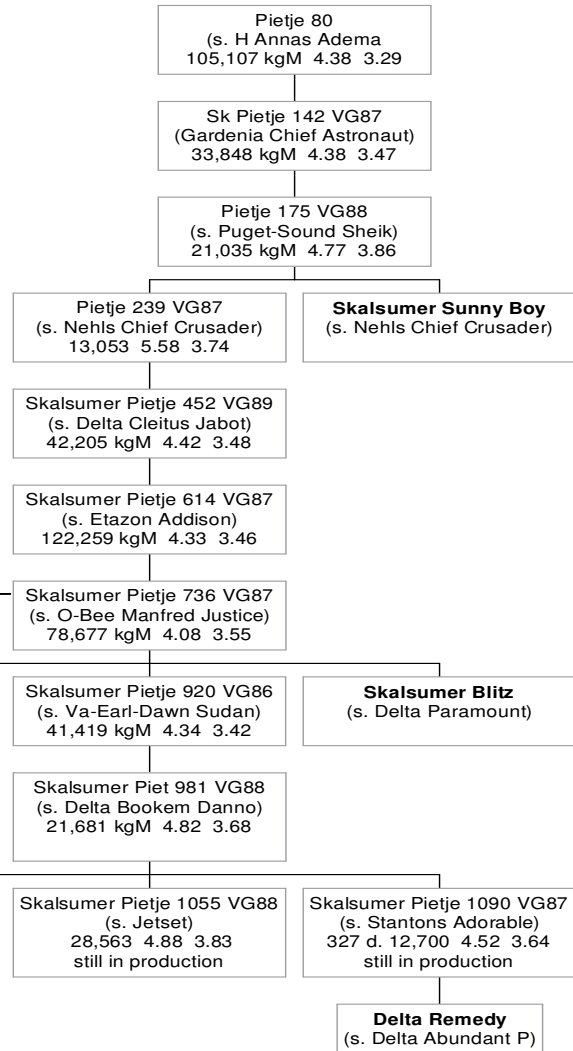 Pietje 80
(s. H Annas Adema
105,107 kgM 4.38 3.29
Sk Pietje 142 VG87
(Gardenia Chief Astronaut)
33,848 kgM 4.38 3.47
Pietje 175 VG88
(s. Puget-Sound Sheik)
21,035 kgM 4.77 3.86
Pietje 239 VG87
(s. Nehls Chief Crusader)
13,053 5.58 3.74
Skalsumer Sunny Boy
(s. Nehls Chief Crusader)
Skalsumer Pietje 452 VG89
(s. Delta Cleitus Jabot)
42,205 kgM 4.42 3.48
Skalsumer Pietje 614 VG87
(s. Etazon Addison)
122,259 kgM 4.33 3.46
Skalsumer Pietje 736 VG87
(s. O-Bee Manfred Justice)
78,677 kgM 4.08 3.55
Skalsumer Pietje 920 VG86
(s. Va-Earl-Dawn Sudan)
41,419 kgM 4.34 3.42
Skalsumer Blitz
(s. Delta Paramount)
Skalsumer Piet 981 VG88
(s. Delta Bookem Danno)
21,681 kgM 4.82 3.68
Skalsumer Pietje 1055 VG88
(s. Jetset)
28,563 4.88 3.83
still in production
Skalsumer Pietje 1090 VG87
(s. Stantons Adorable)
327 d. 12,700 4.52 3.64
still in production
Delta Remedy
(s. Delta Abundant P)